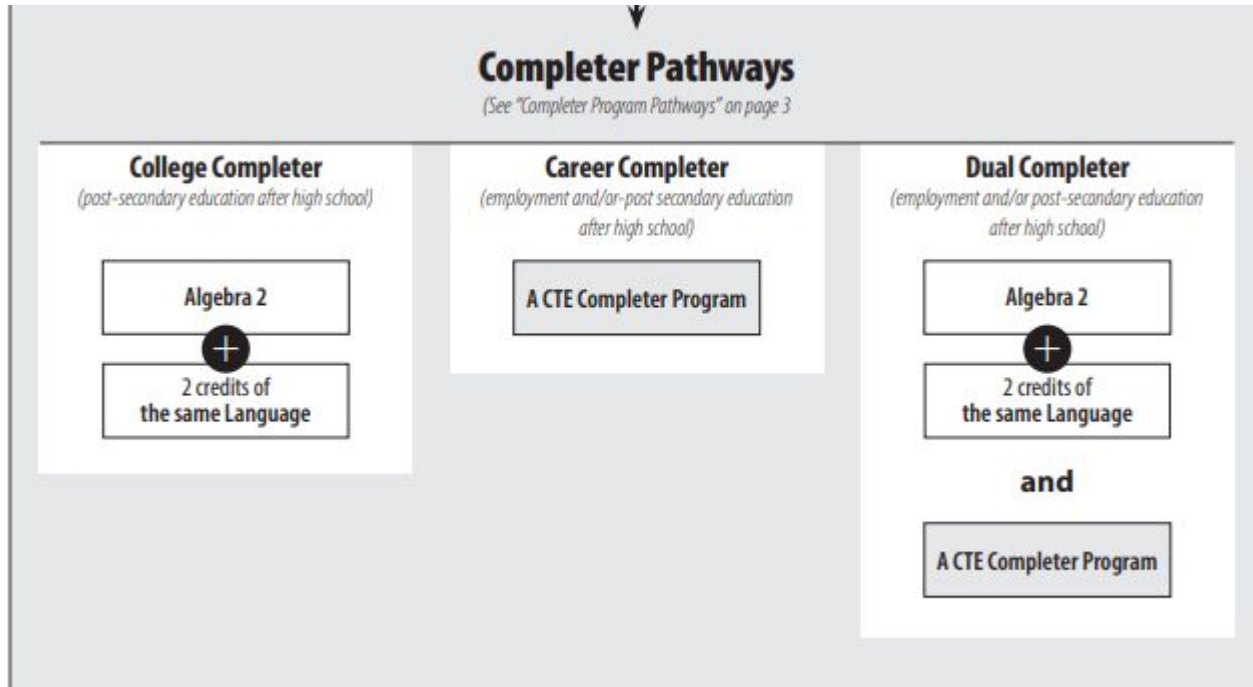 Completer Pathways
(See "Completer Program Pathways" on page 3
College Completer
(post-secondary education after high school)
Algebra 2
+
2 credits of
the same Language
Career Completer
(employment and/or-post secondary education
after high school)
A CTE Completer Program
Dual Completer
(employment and/or post-secondary education
after high school)
Algebra 2
+
2 credits of
the same Language
and
A CTE Completer Program